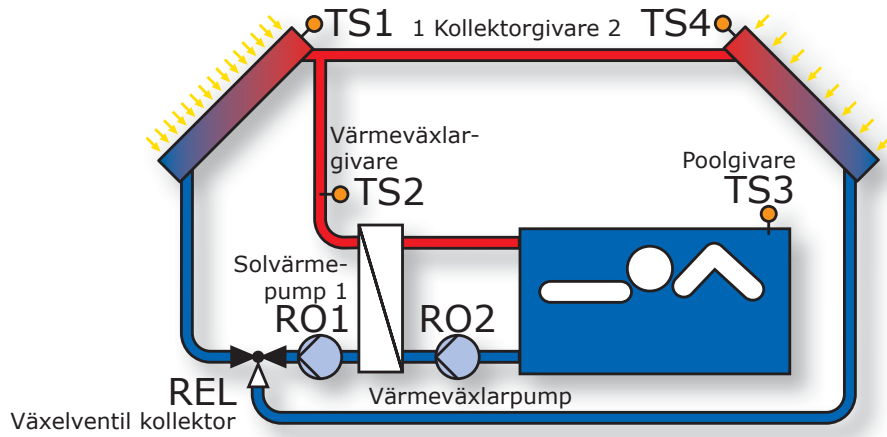 TS1
1 Kollektorgivare 2
TS4
Värmeväxlar-
givare
TS2
Poolgivare
TS3
Solvärme-
pump 1
RO1
RO2
REL
Växelventil kollektor
Värmeväxlarpump